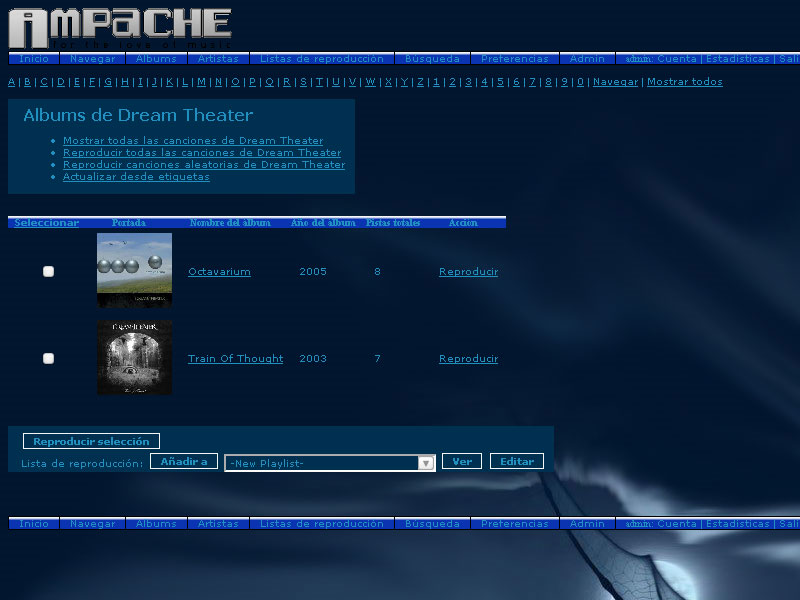 AMPACHE
for the love of music
Inicio Navegar Albums Artistas Listas de reproducción Búsqueda Preferencias Admin admin: Cuenta | Estadísticas | Sali
A | B | C | D | E | F | G | H | I | J | K | L | M | N | O | P | Q | R | S | T | U | V | W | X | Y | Z | 1 | 2 | 3 | 4 | 5 | 6 | 7 | 8 | 9 | 0 | Navegar | Mostrar todos
Albums de Dream Theater
Mostrar todas las canciones de Dream Theater
Reproducir todas las canciones de Dream Theater
Reproducir canciones aleatorias de Dream Theater
Actualizar desde etiquetas
Seleccionar Portada Nombre del álbum Año del álbum Pistas totales Acción
Octavarium 2005 8 Reproducir
DREAM THEATER
Train Of Thought 2003 7 Reproducir
Reproducir selección
Lista de reproducción: Añadir a -New Playlist- Ver Editar
Inicio Navegar Albums Artistas Listas de reproducción Búsqueda Preferencias Admin admin: Cuenta | Estadísticas | Sali